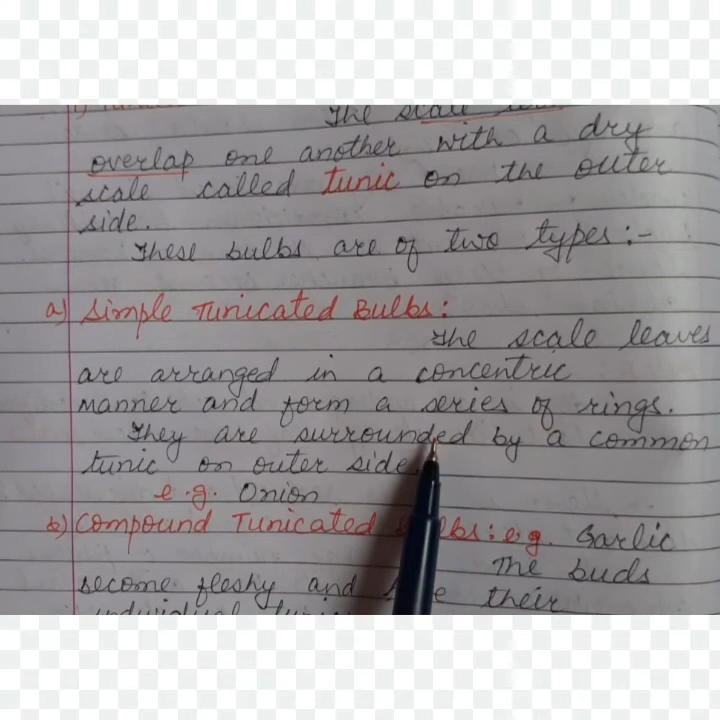 The scale
overlap one another with a dry
scale called tunic on the outer
side.
These bulbs are of two types :-
a) Simple Tunicated Bulbs:
The scale leaves
are arranged in a concentric
manner and form a series of rings.
They are surrounded by a common
tunic on outer side
e.g. Onion
b) Compound Tunicated : e.g. Garlic
The buds
become fleshy and their
individual